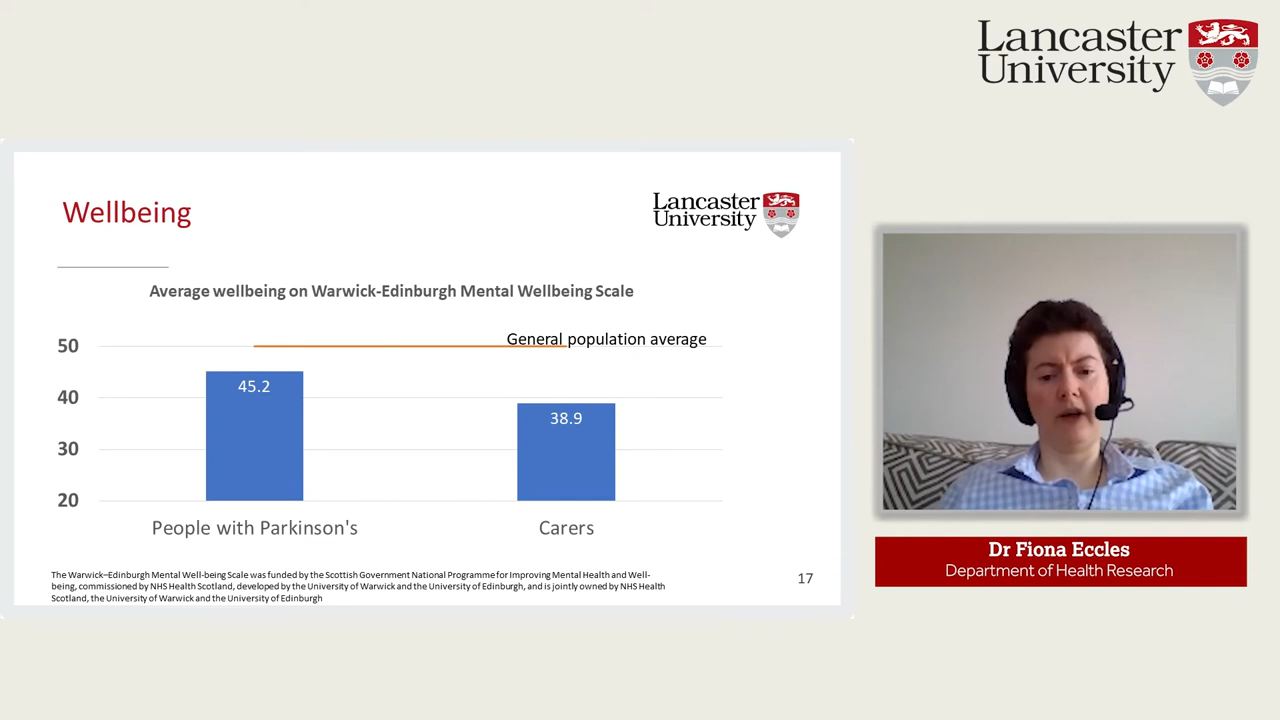 Lancaster
University
Wellbeing
Lancaster
University
Average wellbeing on Warwick-Edinburgh Mental Wellbeing Scale
General population average
50
45.2
40
38.9
30
20
People with Parkinson's
Carers
The Warwick–Edinburgh Mental Well-being Scale was funded by the Scottish Government National Programme for Improving Mental Health and Well-
being, commissioned by NHS Health Scotland, developed by the University of Warwick and the University of Edinburgh, and is jointly owned by NHS Health
Scotland, the University of Warwick and the University of Edinburgh
17
Dr Fiona Eccles
Department of Health Research